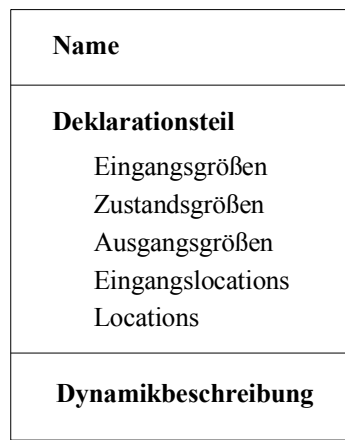 Name
Deklarationsteil
Eingangsgrößen
Zustandsgrößen
Ausgangsgrößen
Eingangslocations
Locations
Dynamikbeschreibung